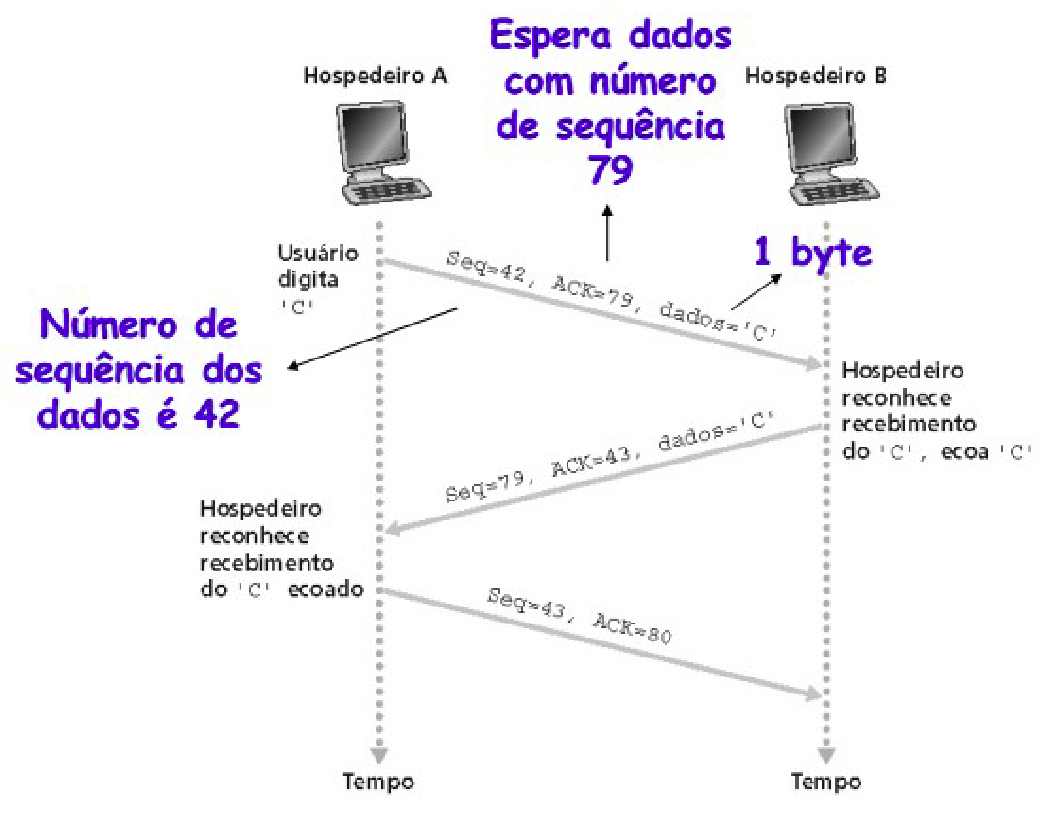 Espera dados
com número
de sequência
79
Hospedeiro A
Hospedeiro B
Usuário
digita
'C'
1 byte
Seq=42, ACK=79, dados='C'
Número de
sequência dos
dados é 42
Hospedeiro
reconhece
recebimento
do 'C', ecoa 'C'
Seq=79, ACK=43, dados='C'
Hospedeiro
reconhece
recebimento
do 'C' ecoado
Seq=43, ACK=80
Tempo
Tempo